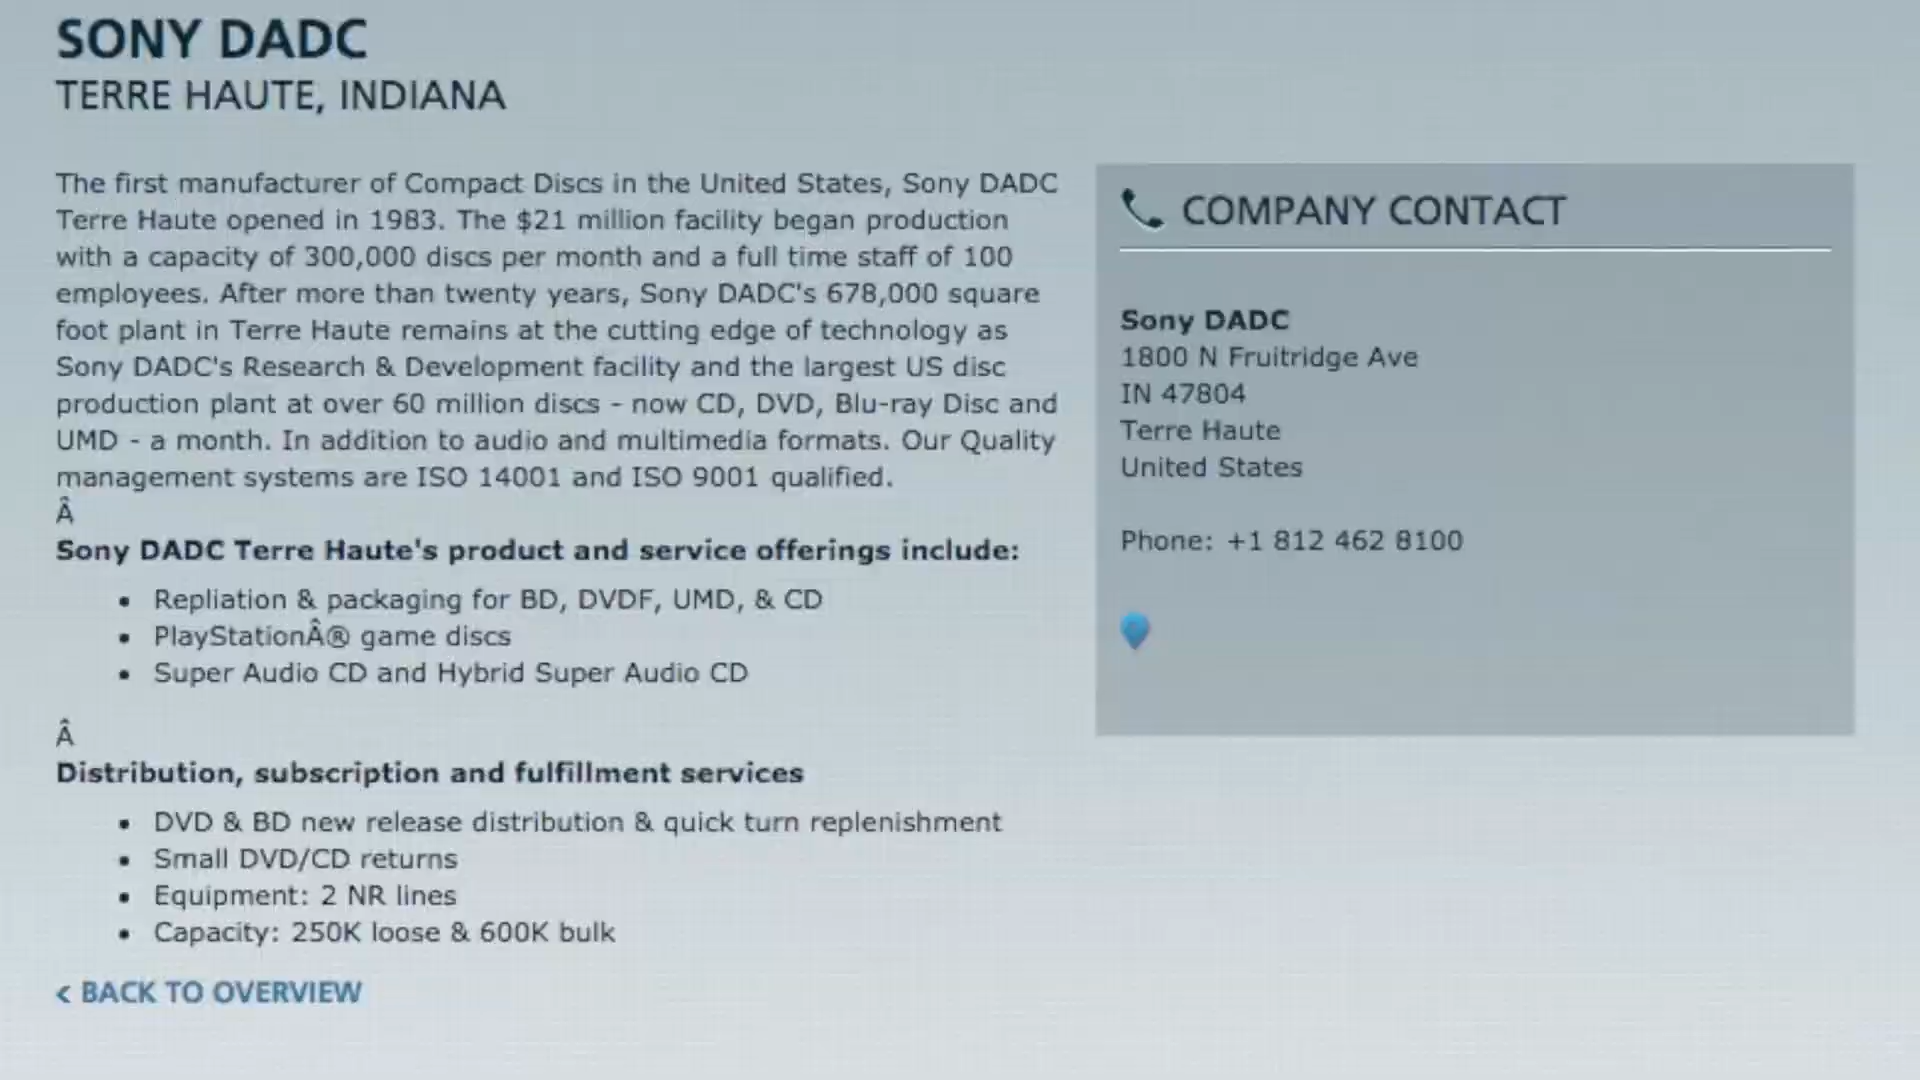 SONY DADC
TERRE HAUTE, INDIANA
The first manufacturer of Compact Discs in the United States, Sony DADC
Terre Haute opened in 1983. The $21 million facility began production
with a capacity of 300,000 discs per month and a full time staff of 100
employees. After more than twenty years, Sony DADC's 678,000 square
foot plant in Terre Haute remains at the cutting edge of technology as
Sony DADC's Research & Development facility and the largest US disc
production plant at over 60 million discs - now CD, DVD, Blu-ray Disc and
UMD - a month. In addition to audio and multimedia formats. Our Quality
management systems are ISO 14001 and ISO 9001 qualified.
Â
Sony DADC Terre Haute's product and service offerings include:
• Repliation & packaging for BD, DVDF, UMD, & CD
• PlayStationÂ® game discs
• Super Audio CD and Hybrid Super Audio CD
Â
Distribution, subscription and fulfillment services
• DVD & BD new release distribution & quick turn replenishment
• Small DVD/CD returns
• Equipment: 2 NR lines
• Capacity: 250K loose & 600K bulk
< BACK TO OVERVIEW
COMPANY CONTACT
Sony DADC
1800 N Fruitridge Ave
IN 47804
Terre Haute
United States
Phone: +1 812 462 8100